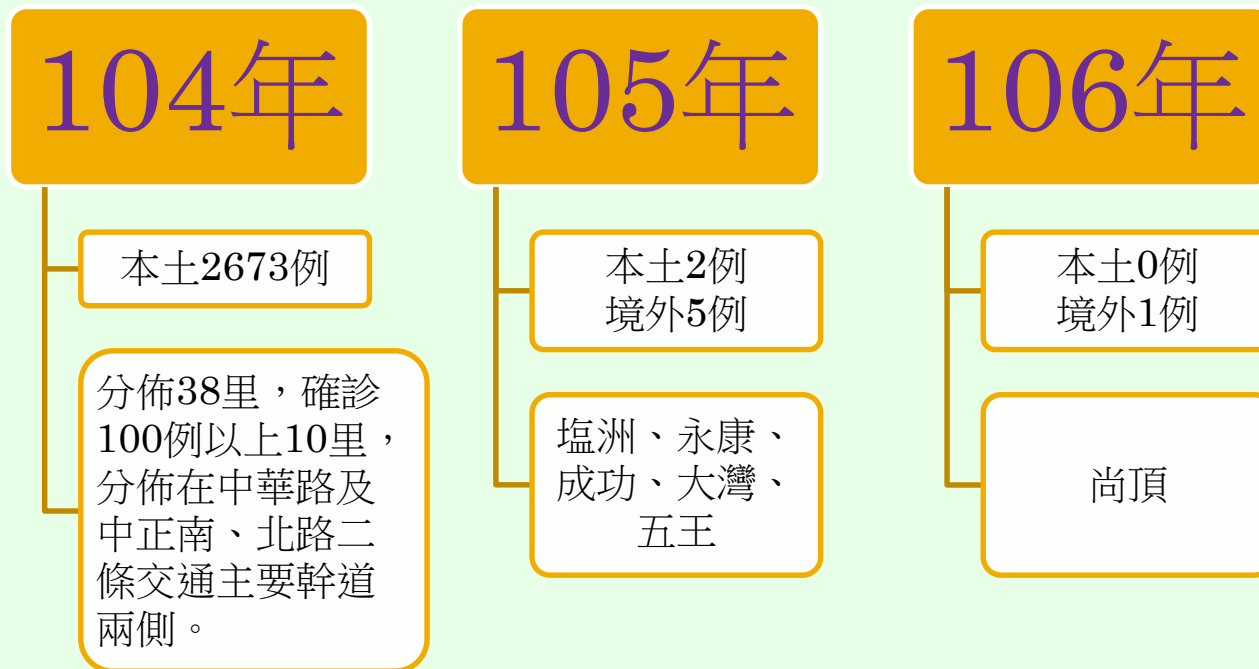 104年
本土2673例
分佈38里，確診
100例以上10里，
分佈在中華路及
中正南、北路二
條交通主要幹道
兩側。
105年
本土2例
境外5例
塩洲、永康、
成功、大灣、
五王
106年
本土0例
境外1例
尚頂